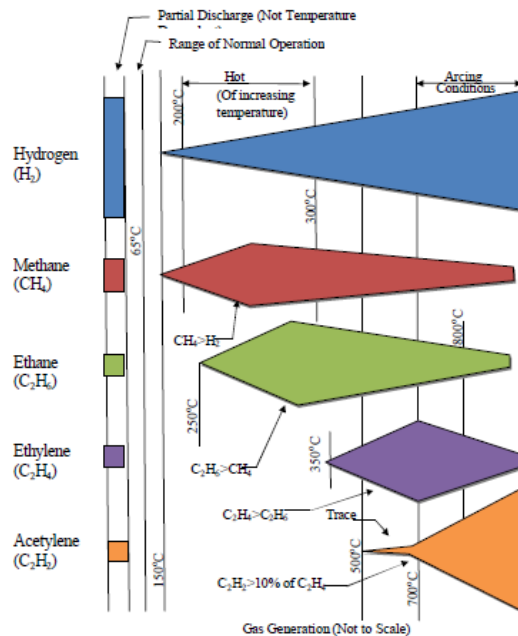 Partial Discharge (Not Temperature
Range of Normal Operation
Hot
(Of increasing
temperature)
Arcing
Conditions
200°C
Hydrogen
(H₂)
300°C
65°C
Methane
(CH₄)
CH₄>H₂
800°C
Ethane
(C₂H₆)
250°C
C₂H₆>CH₄
Ethylene
(C₂H₄)
350°C
C₂H₄>C₂H₆
Trace
Acetylene
(C₂H₂)
150°C
500°C
C₂H₂>10% of C₂H₄
700°C
Gas Generation (Not to Scale)